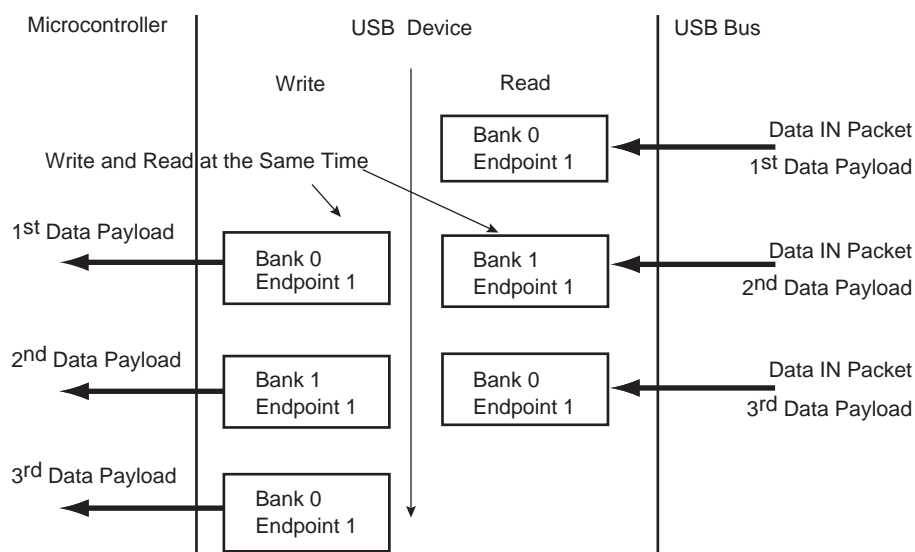 Microcontroller
USB Device
USB Bus
Write
Read
Bank 0
Endpoint 1
Data IN Packet
1st Data Payload
Write and Read at the Same Time
1st Data Payload
Bank 0
Endpoint 1
Bank 1
Endpoint 1
Data IN Packet
2nd Data Payload
2nd Data Payload
Bank 1
Endpoint 1
Bank 0
Endpoint 1
Data IN Packet
3rd Data Payload
3rd Data Payload
Bank 0
Endpoint 1